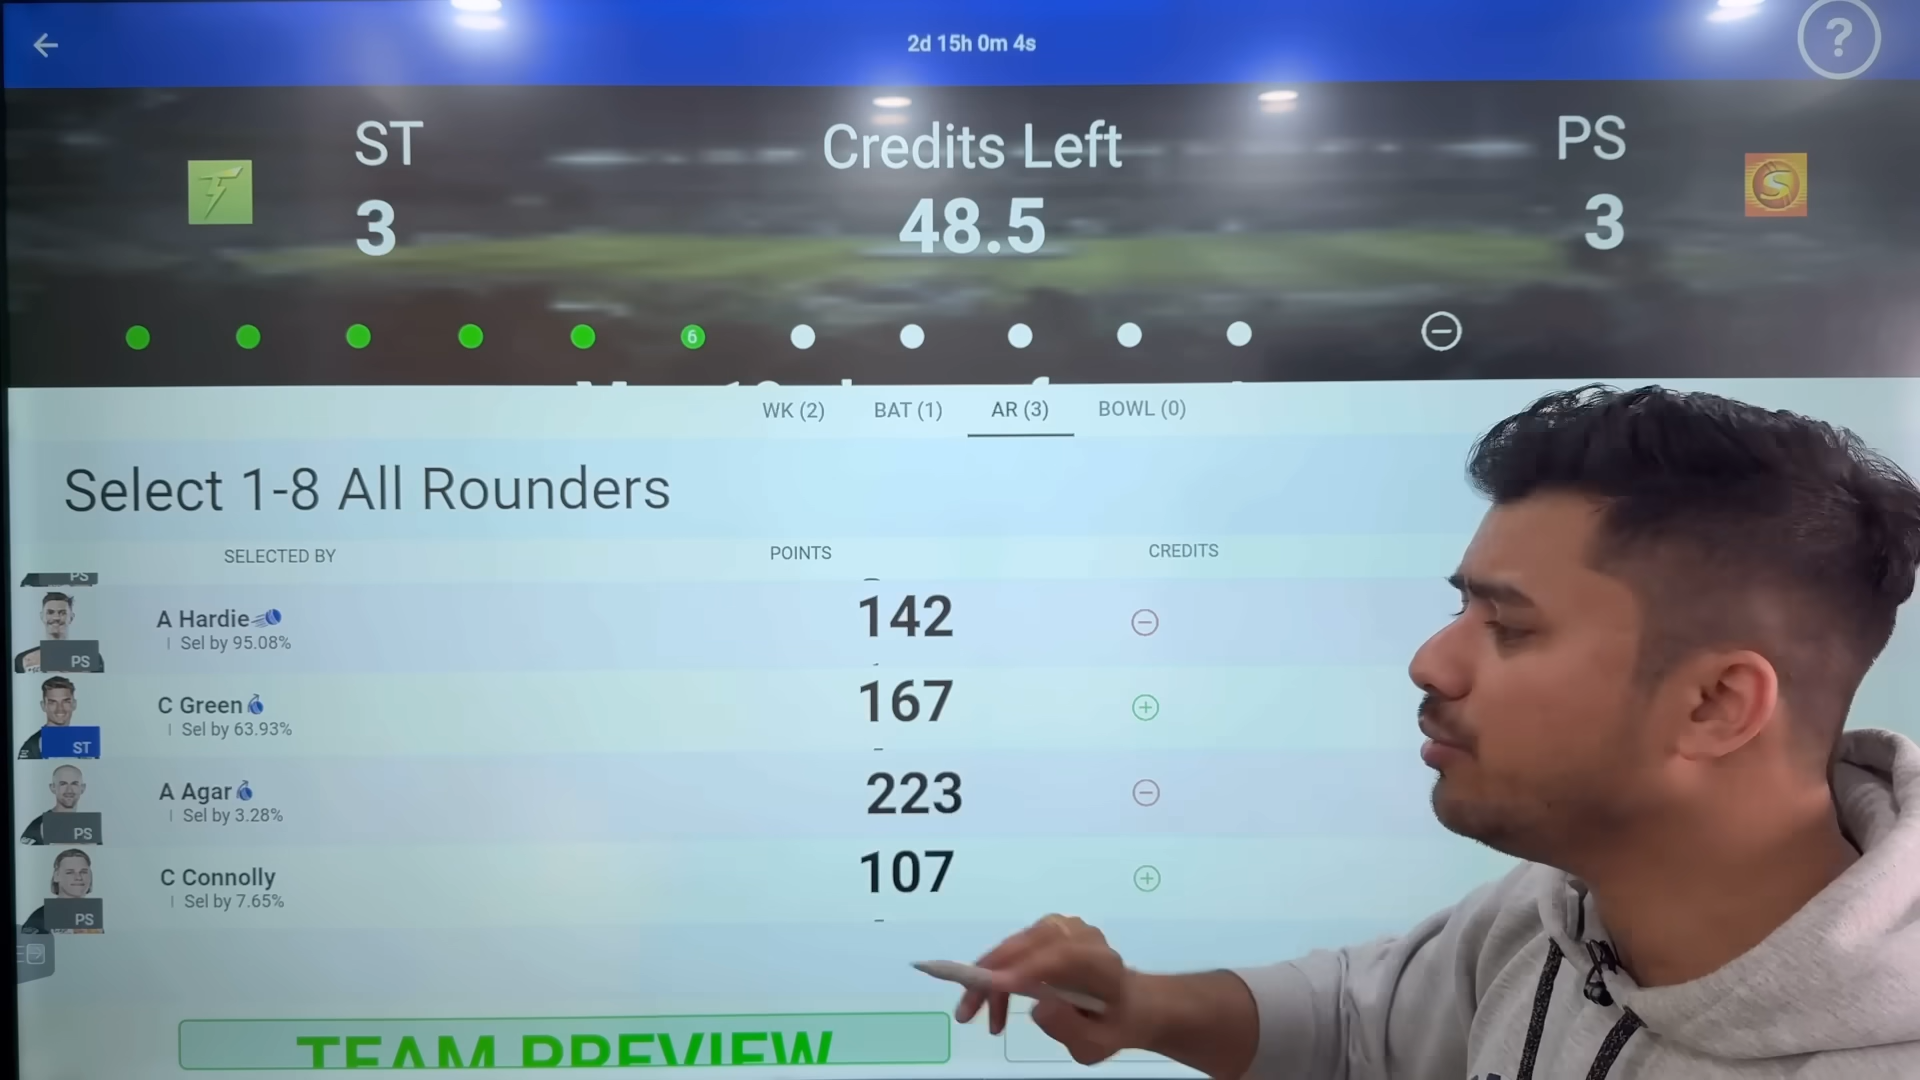 2d 15h 0m 4s
?
ST
Credits Left
PS
3
48.5
3
6
WK (2)
BAT (1)
AR (3)
BOWL (0)
Select 1-8 All Rounders
SELECTED BY
POINTS
CREDITS
PS
A Hardie
Sel by 95.08%
142
PS
C Green
Sel by 63.93%
167
ST
A Agar
Sel by 3.28%
223
PS
C Connolly
Sel by 7.65%
107
PS
TEAM PREVIEW